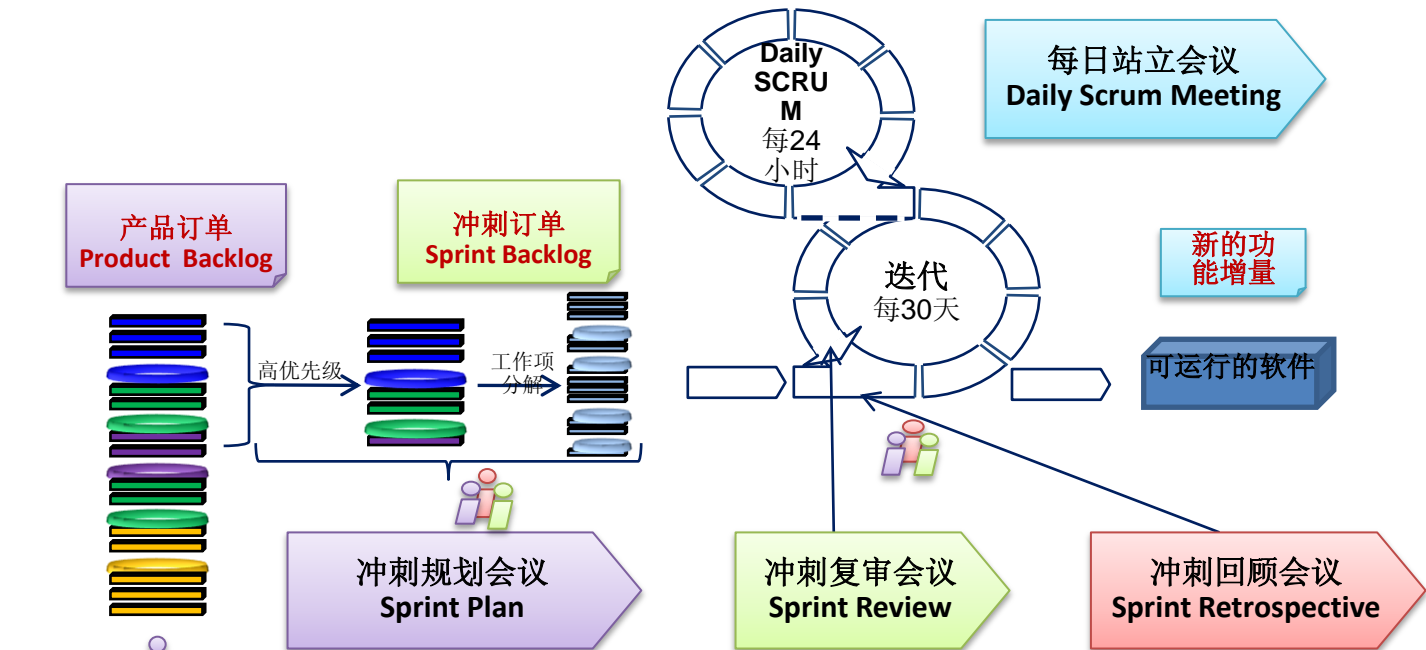 Daily
SCRU
M
每24
小时
每日站立会议
Daily Scrum Meeting
产品订单
Product Backlog
冲刺订单
Sprint Backlog
迭代
每30天
新的功
能增量
高优先级
工作项
分解
可运行的软件
冲刺规划会议
Sprint Plan
冲刺复审会议
Sprint Review
冲刺回顾会议
Sprint Retrospective